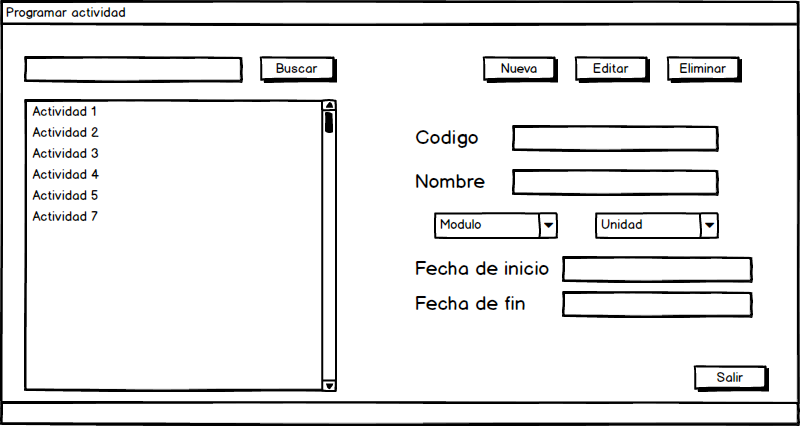 Programar actividad
Buscar
Nueva
Editar
Eliminar
Actividad 1
Actividad 2
Actividad 3
Actividad 4
Actividad 5
Actividad 7
Codigo
Nombre
Modulo
Unidad
Fecha de inicio
Fecha de fin
Salir